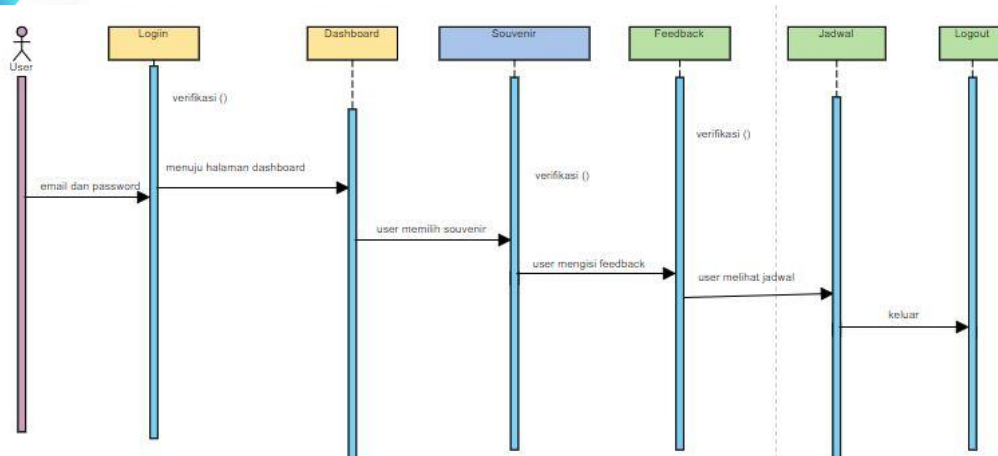 Logiin
Dashboard
Souvenir
Feedback
Jadwal
Logout
User
verifikasi ()
verifikasi ()
menuju halaman dashboard
verifikasi ()
email dan password
user memilih souvenir
user mengisi feedback
user melihat jadwal
keluar